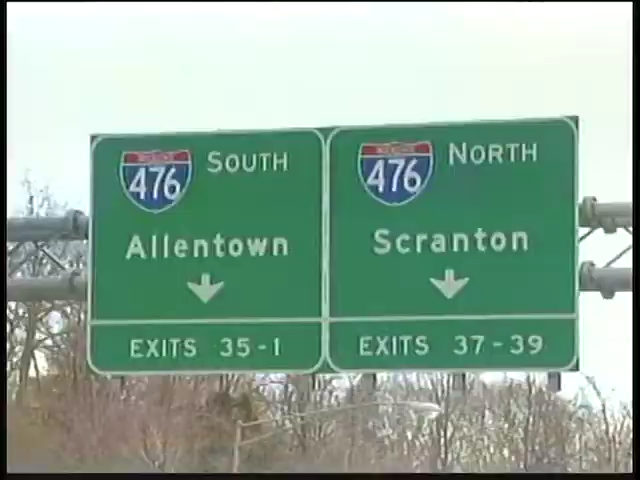 476 SOUTH
Allentown
EXITS 35-1
476 NORTH
Scranton
EXITS 37-39